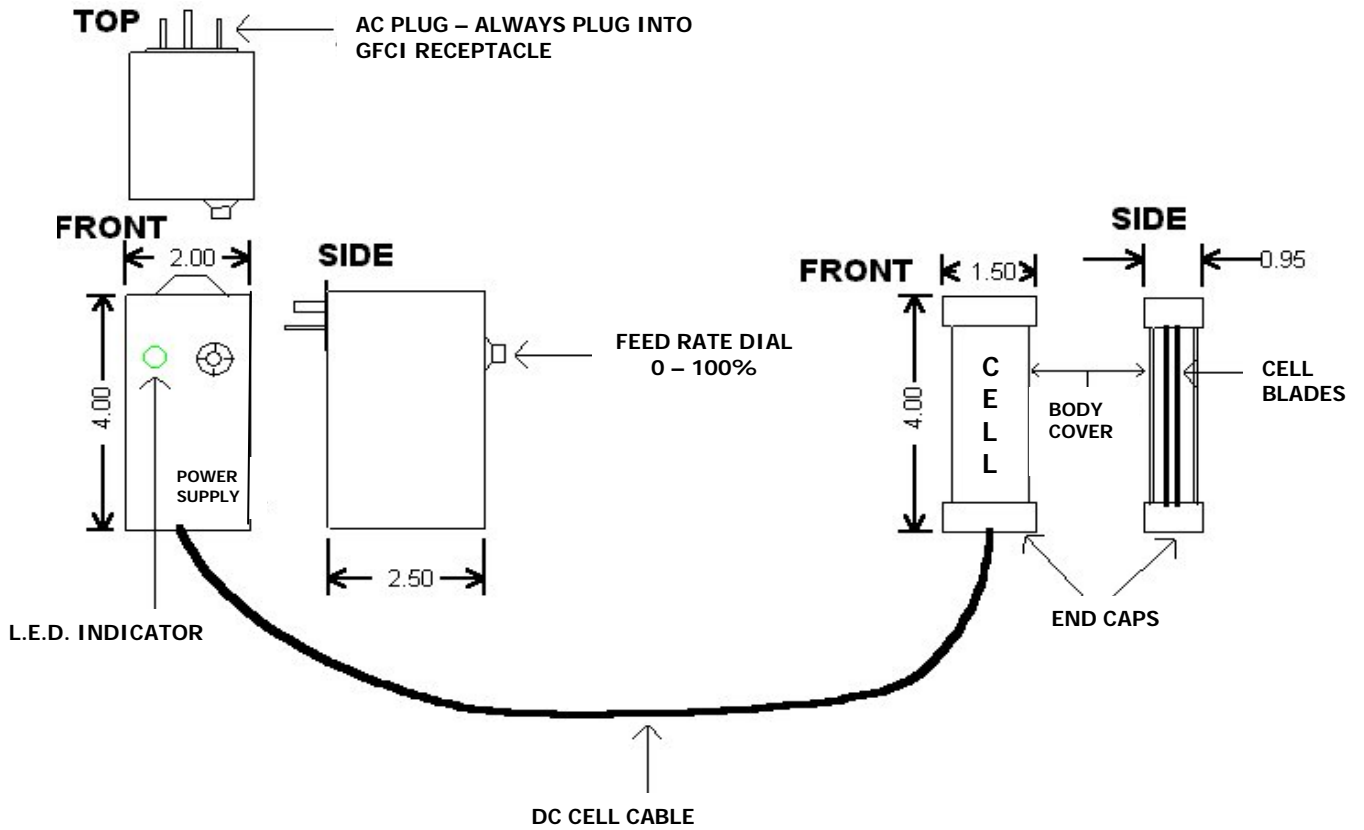 TOP
AC PLUG – ALWAYS PLUG INTO
GFCI RECEPTACLE
FRONT
2.00
4.00
POWER
SUPPLY
SIDE
2.50
FEED RATE DIAL
0 – 100%
FRONT
1.50
4.00
C
E
L
L
BODY
COVER
SIDE
0.95
CELL
BLADES
L.E.D. INDICATOR
END CAPS
DC CELL CABLE